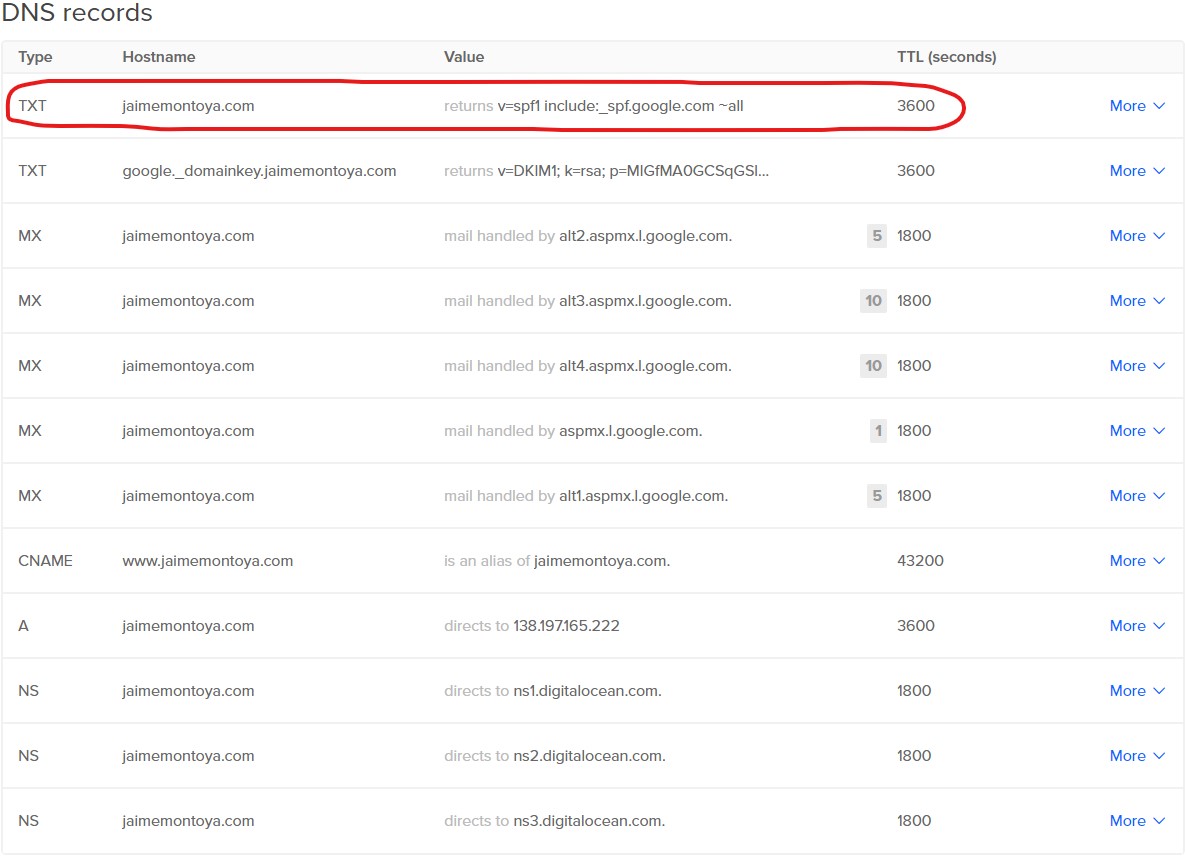 DNS records
Type Hostname Value TTL (seconds)
TXT jaimemontoya.com returns v=spf1 include:_spf.google.com ~all 3600 More
TXT google._domainkey.jaimemontoya.com returns v=DKIM1; k=rsa; p=MIGfMA0GCSqGSI... 3600 More
MX jaimemontoya.com mail handled by alt2.aspmx.l.google.com. 5 1800 More
MX jaimemontoya.com mail handled by alt3.aspmx.l.google.com. 10 1800 More
MX jaimemontoya.com mail handled by alt4.aspmx.l.google.com. 10 1800 More
MX jaimemontoya.com mail handled by aspmx.l.google.com. 1 1800 More
MX jaimemontoya.com mail handled by alt1.aspmx.l.google.com. 5 1800 More
CNAME www.jaimemontoya.com is an alias of jaimemontoya.com. 43200 More
A jaimemontoya.com directs to 138.197.165.222 3600 More
NS jaimemontoya.com directs to ns1.digitalocean.com. 1800 More
NS jaimemontoya.com directs to ns2.digitalocean.com. 1800 More
NS jaimemontoya.com directs to ns3.digitalocean.com. 1800 More